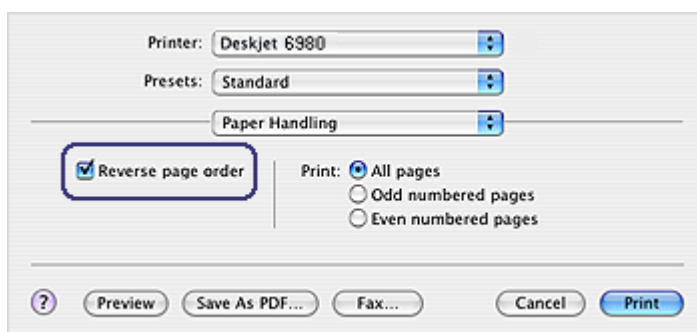 Printer: Deskjet 6980
Presets: Standard
Paper Handling
Reverse page order Print: All pages
Odd numbered pages
Even numbered pages
? Preview Save As PDF... Fax... Cancel Print